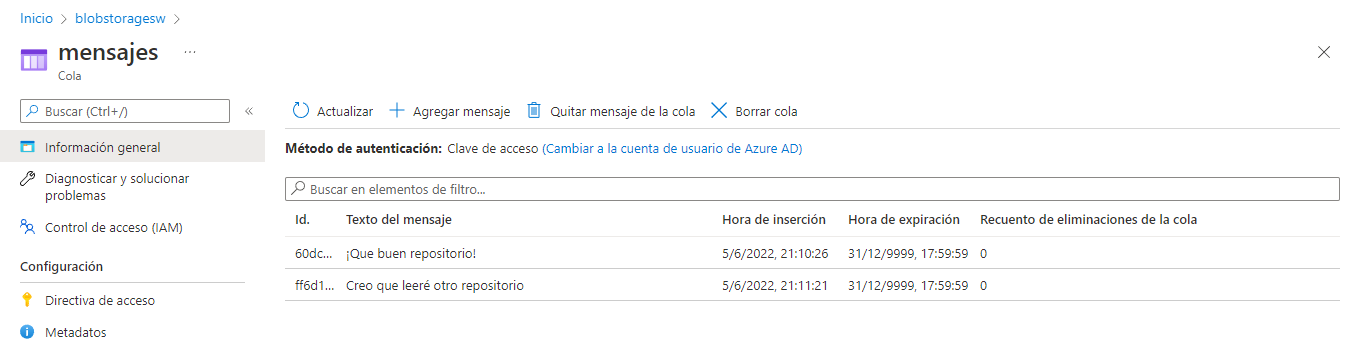 Inicio > blobstoragesw >
mensajes ...
Cola
Buscar (Ctrl+/) «
Actualizar Agregar mensaje Quitar mensaje de la cola Borrar cola
Información general
Diagnosticar y solucionar
problemas
Control de acceso (IAM)
Configuración
Directiva de acceso
Metadatos
Método de autenticación: Clave de acceso (Cambiar a la cuenta de usuario de Azure AD)
Buscar en elementos de filtro...
Id. Texto del mensaje Hora de inserción Hora de expiración Recuento de eliminaciones de la cola
60dc... ¡Que buen repositorio! 5/6/2022, 21:10:26 31/12/9999, 17:59:59 0
ff6d1... Creo que leeré otro repositorio 5/6/2022, 21:11:21 31/12/9999, 17:59:59 0